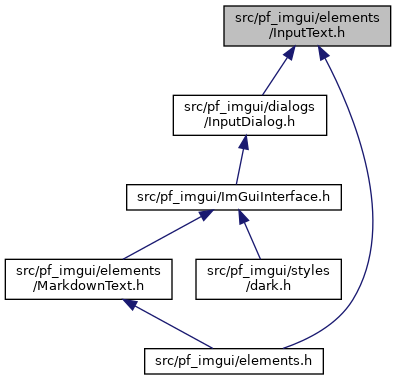 src/pf_imgui/elements
/InputText.h
src/pf_imgui/dialogs
/InputDialog.h
src/pf_imgui/ImGuiInterface.h
src/pf_imgui/elements
/MarkdownText.h
src/pf_imgui/styles
/dark.h
src/pf_imgui/elements.h